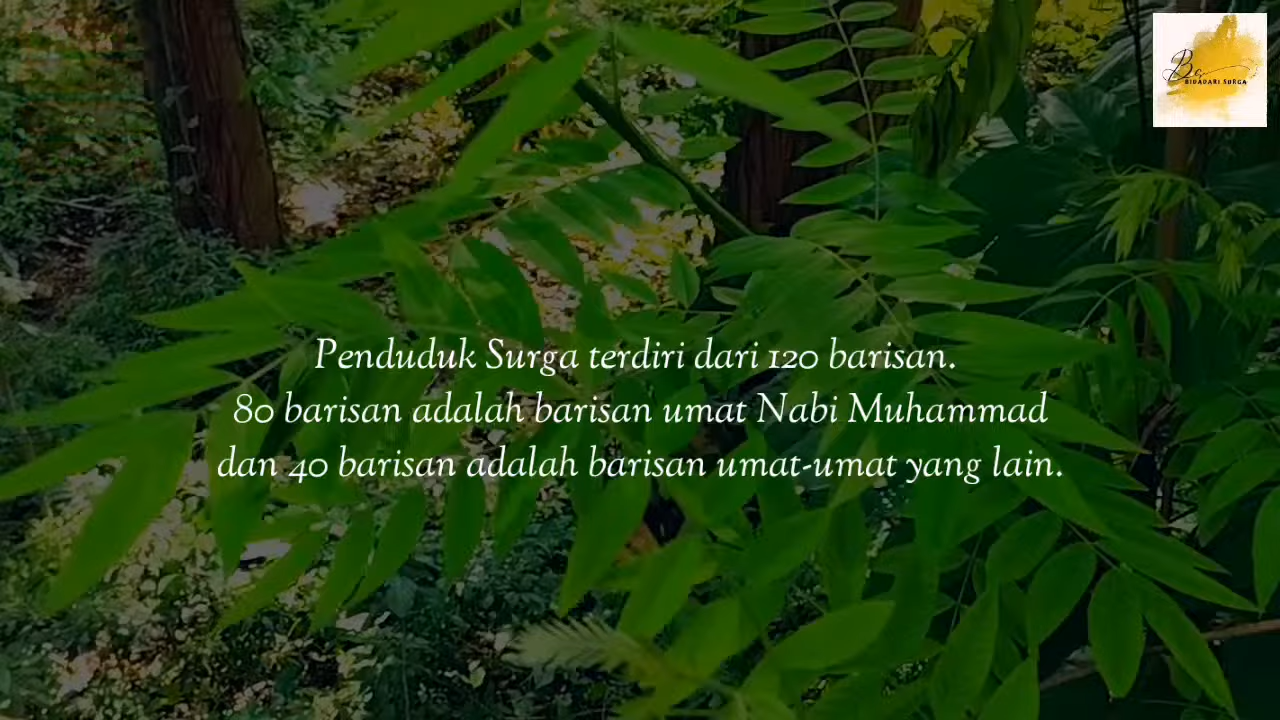 BIDADARI SURGA
Penduduk Surga terdiri dari 120 barisan.
80 barisan adalah barisan umat Nabi Muhammad
dan 40 barisan adalah barisan umat-umat yang lain.